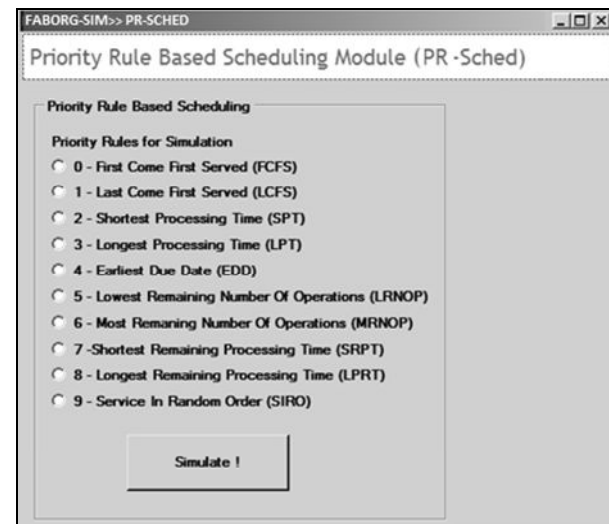 FABORG-SIM>> PR-SCHED
Priority Rule Based Scheduling Module (PR -Sched)
Priority Rule Based Scheduling
Priority Rules for Simulation
0 - First Come First Served (FCFS)
1 - Last Come First Served (LCFS)
2 - Shortest Processing Time (SPT)
3 - Longest Processing Time (LPT)
4 - Earliest Due Date (EDD)
5 - Lowest Remaining Number Of Operations (LRNOP)
6 - Most Remaning Number Of Operations (MRNOP)
7 -Shortest Remaining Processing Time (SRPT)
8 - Longest Remaining Processing Time (LPRT)
9 - Service In Random Order (SIRO)
Simulate !